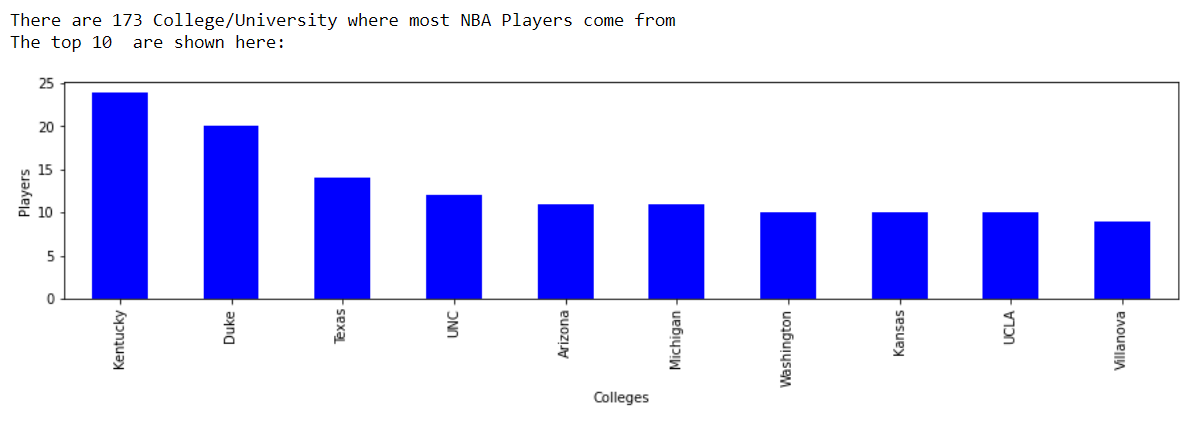 There are 173 College/University where most NBA Players come from
The top 10  are shown here:
25
20
15
10
5
0
Players
Kentucky
Duke
Texas
UNC
Arizona
Michigan
Washington
Kansas
UCLA
Villanova
Colleges